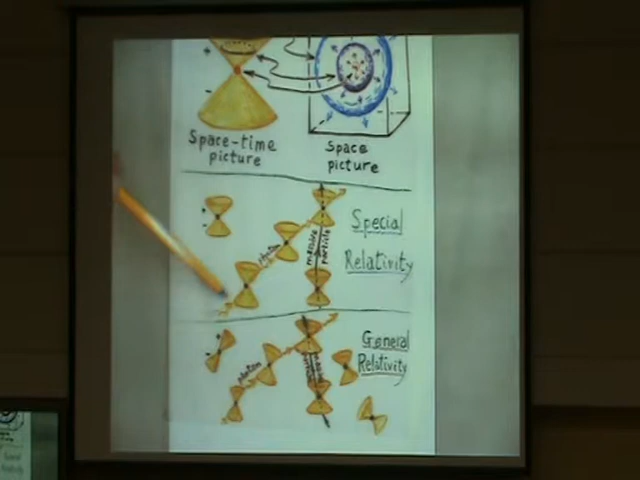 Space-time
picture
Space
picture
Special
Relativity
photon
massive
particle
General
Relativity
photon